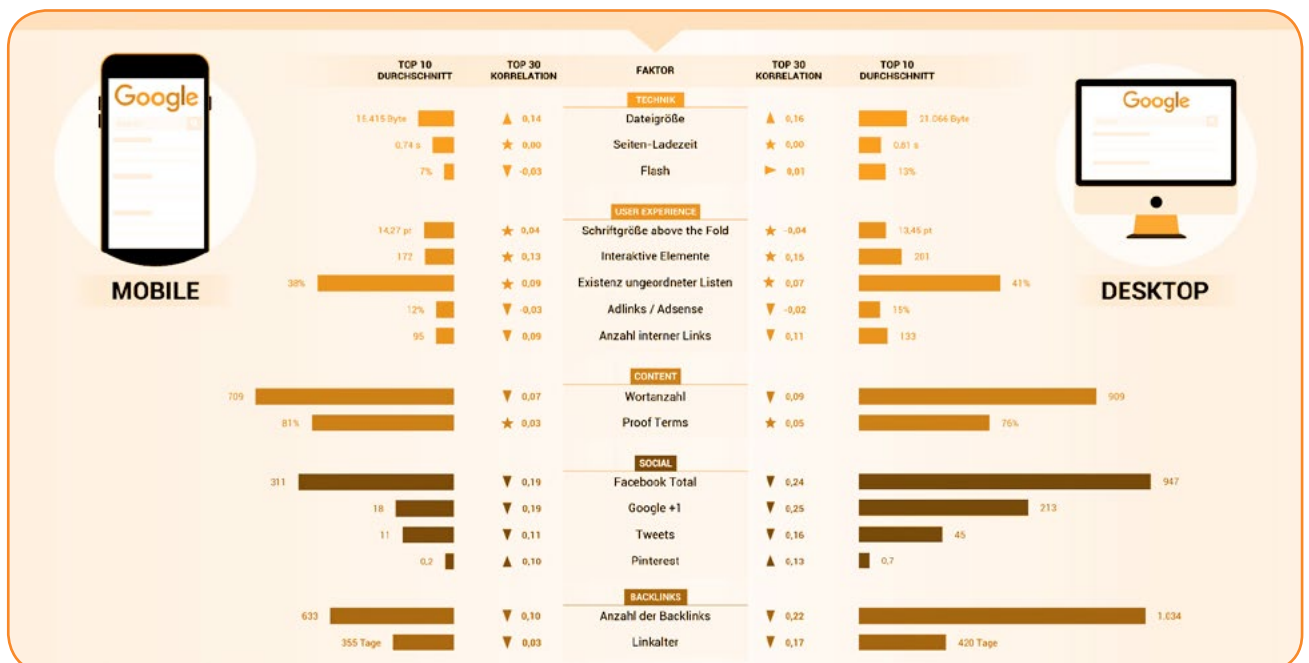 TOP 10 DURCHSCHNITT TOP 30 KORRELATION FAKTOR TOP 30 KORRELATION TOP 10 DURCHSCHNITT
Google
Google
TECHNIK
15.415 Byte ▲ 0,14 Dateigröße ▲ 0,16 21.066 Byte
0,74 s ★ 0,00 Seiten-Ladezeit ★ 0,00 0,81 s
7% ▼ -0,03 Flash ► 0,01 13%
USER EXPERIENCE
14,27 pt ★ 0,04 Schriftgröße above the Fold ★ -0,04 13,45 pt
172 ★ 0,13 Interaktive Elemente ★ 0,15 201
38% ★ 0,09 Existenz ungeordneter Listen ★ 0,07 41%
12% ▼ -0,03 Adlinks / Adsense ▼ -0,02 15%
95 ▼ 0,09 Anzahl interner Links ▼ 0,11 133
MOBILE
DESKTOP
CONTENT
709 ▼ 0,07 Wortanzahl ▼ 0,09 909
81% ★ 0,03 Proof Terms ★ 0,05 76%
SOCIAL
311 ▼ 0,19 Facebook Total ▼ 0,24 947
18 ▼ 0,19 Google +1 ▼ 0,25 213
11 ▼ 0,11 Tweets ▼ 0,16 45
0,2 ▲ 0,10 Pinterest ▲ 0,13 0,7
BACKLINKS
633 ▼ 0,10 Anzahl der Backlinks ▼ 0,22 1.034
355 Tage ▼ 0,03 Linkalter ▼ 0,17 420 Tage